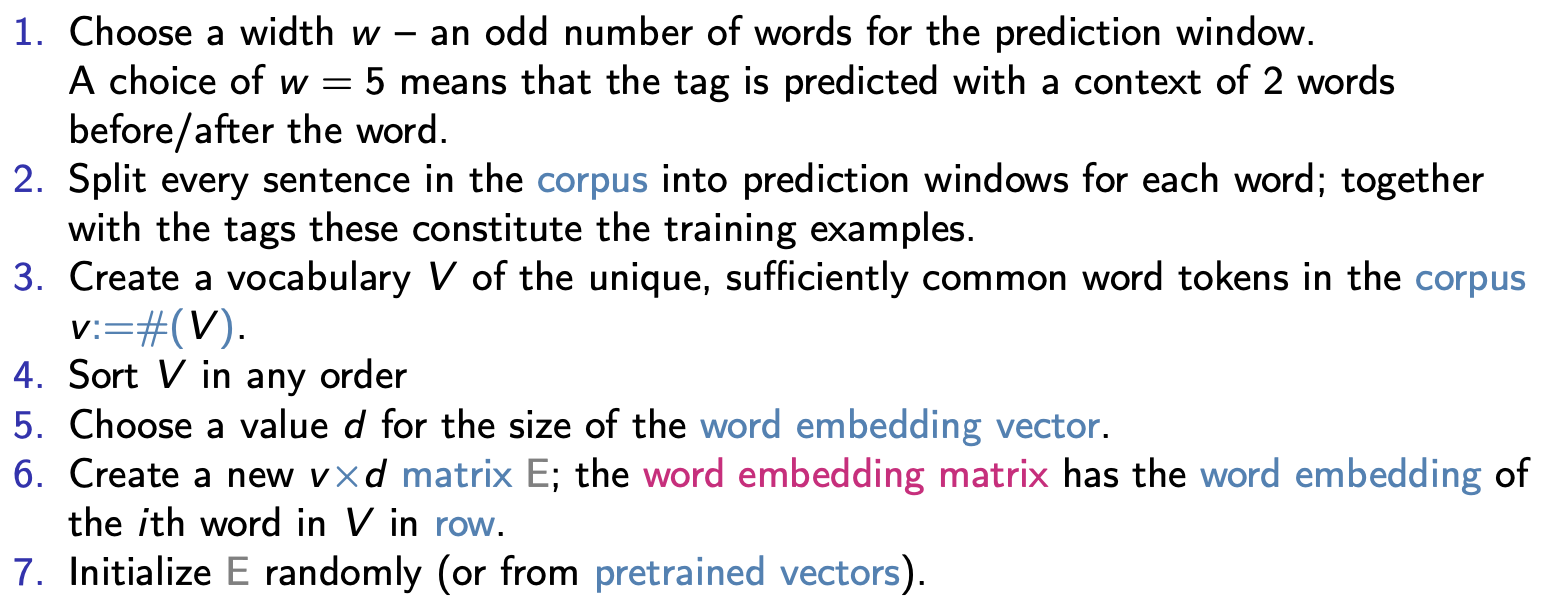 1. Choose a width w – an odd number of words for the prediction window.
A choice of w = 5 means that the tag is predicted with a context of 2 words
before/after the word.
2. Split every sentence in the corpus into prediction windows for each word; together
with the tags these constitute the training examples.
3. Create a vocabulary V of the unique, sufficiently common word tokens in the corpus
v:=#(V).
4. Sort V in any order
5. Choose a value d for the size of the word embedding vector.
6. Create a new v×d matrix E; the word embedding matrix has the word embedding of
the ith word in V in row.
7. Initialize E randomly (or from pretrained vectors).